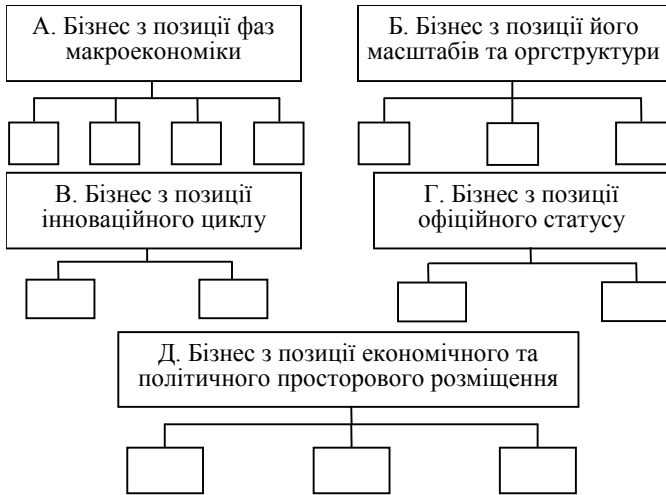 А. Бізнес з позиції фаз
макроекономіки
Б. Бізнес з позиції його
масштабів та оргструктури
В. Бізнес з позиції
інноваційного циклу
Г. Бізнес з позиції
офіційного статусу
Д. Бізнес з позиції економічного та
політичного просторового розміщення